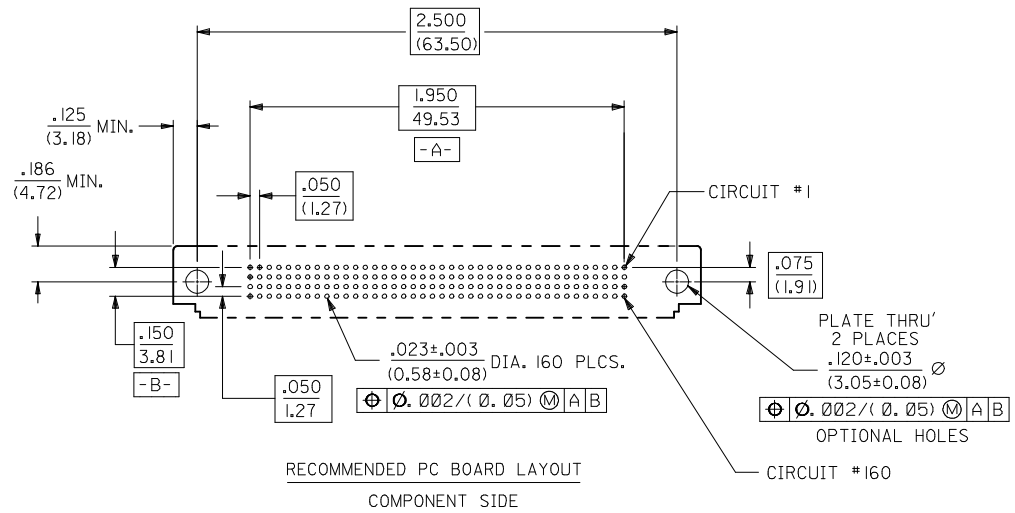 2.500
(63.50)
1.950
49.53
-A-
.125
(3.18) MIN.
.186
(4.72) MIN.
.050
(1.27)
CIRCUIT #1
.075
(1.91)
.150
3.81
-B-
.050
1.27
.023±.003
(0.58±0.08) DIA. 160 PLCS.
⌖ Ø.002/(0.05) Ⓜ A B
PLATE THRU'
2 PLACES
.120±.003
(3.05±0.08) Ø
⌖ Ø.002/(0.05) Ⓜ A B
OPTIONAL HOLES
CIRCUIT #160
RECOMMENDED PC BOARD LAYOUT
COMPONENT SIDE